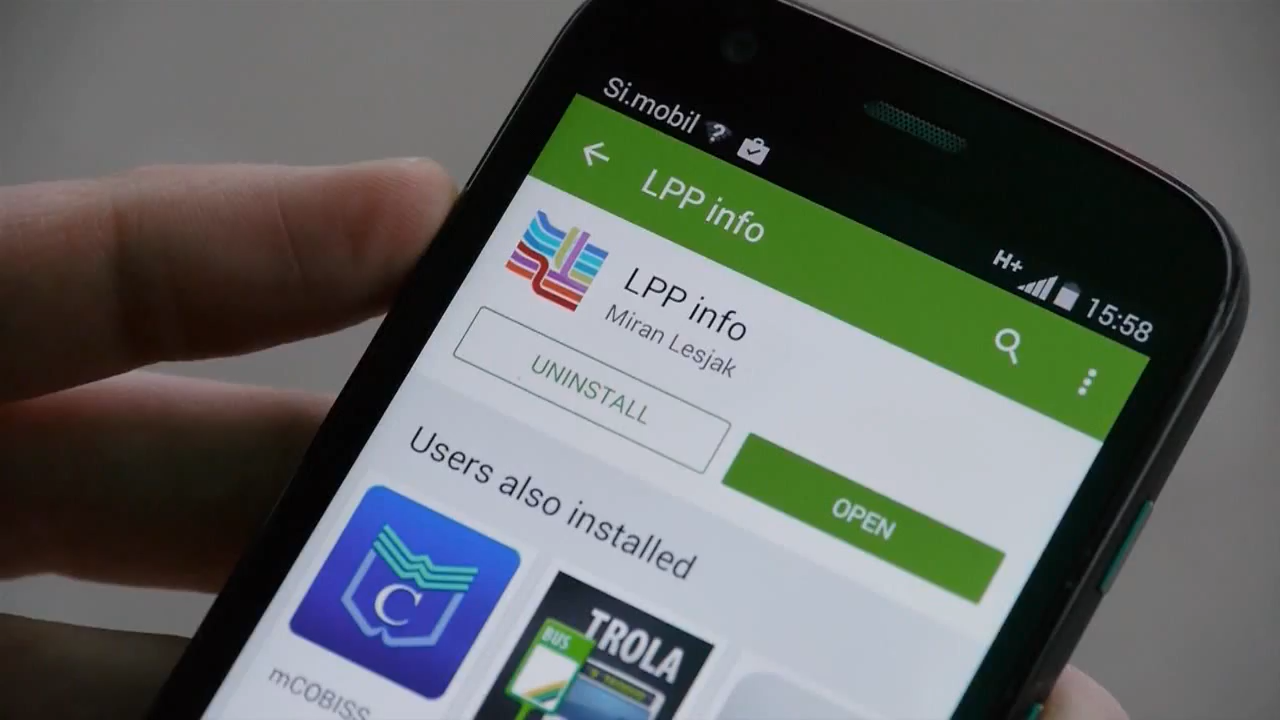 Si.mobil
H+ 15:58
LPP info
LPP info
Miran Lesjak
UNINSTALL
OPEN
Users also installed
C
BUS
TROLA
mCOBISS